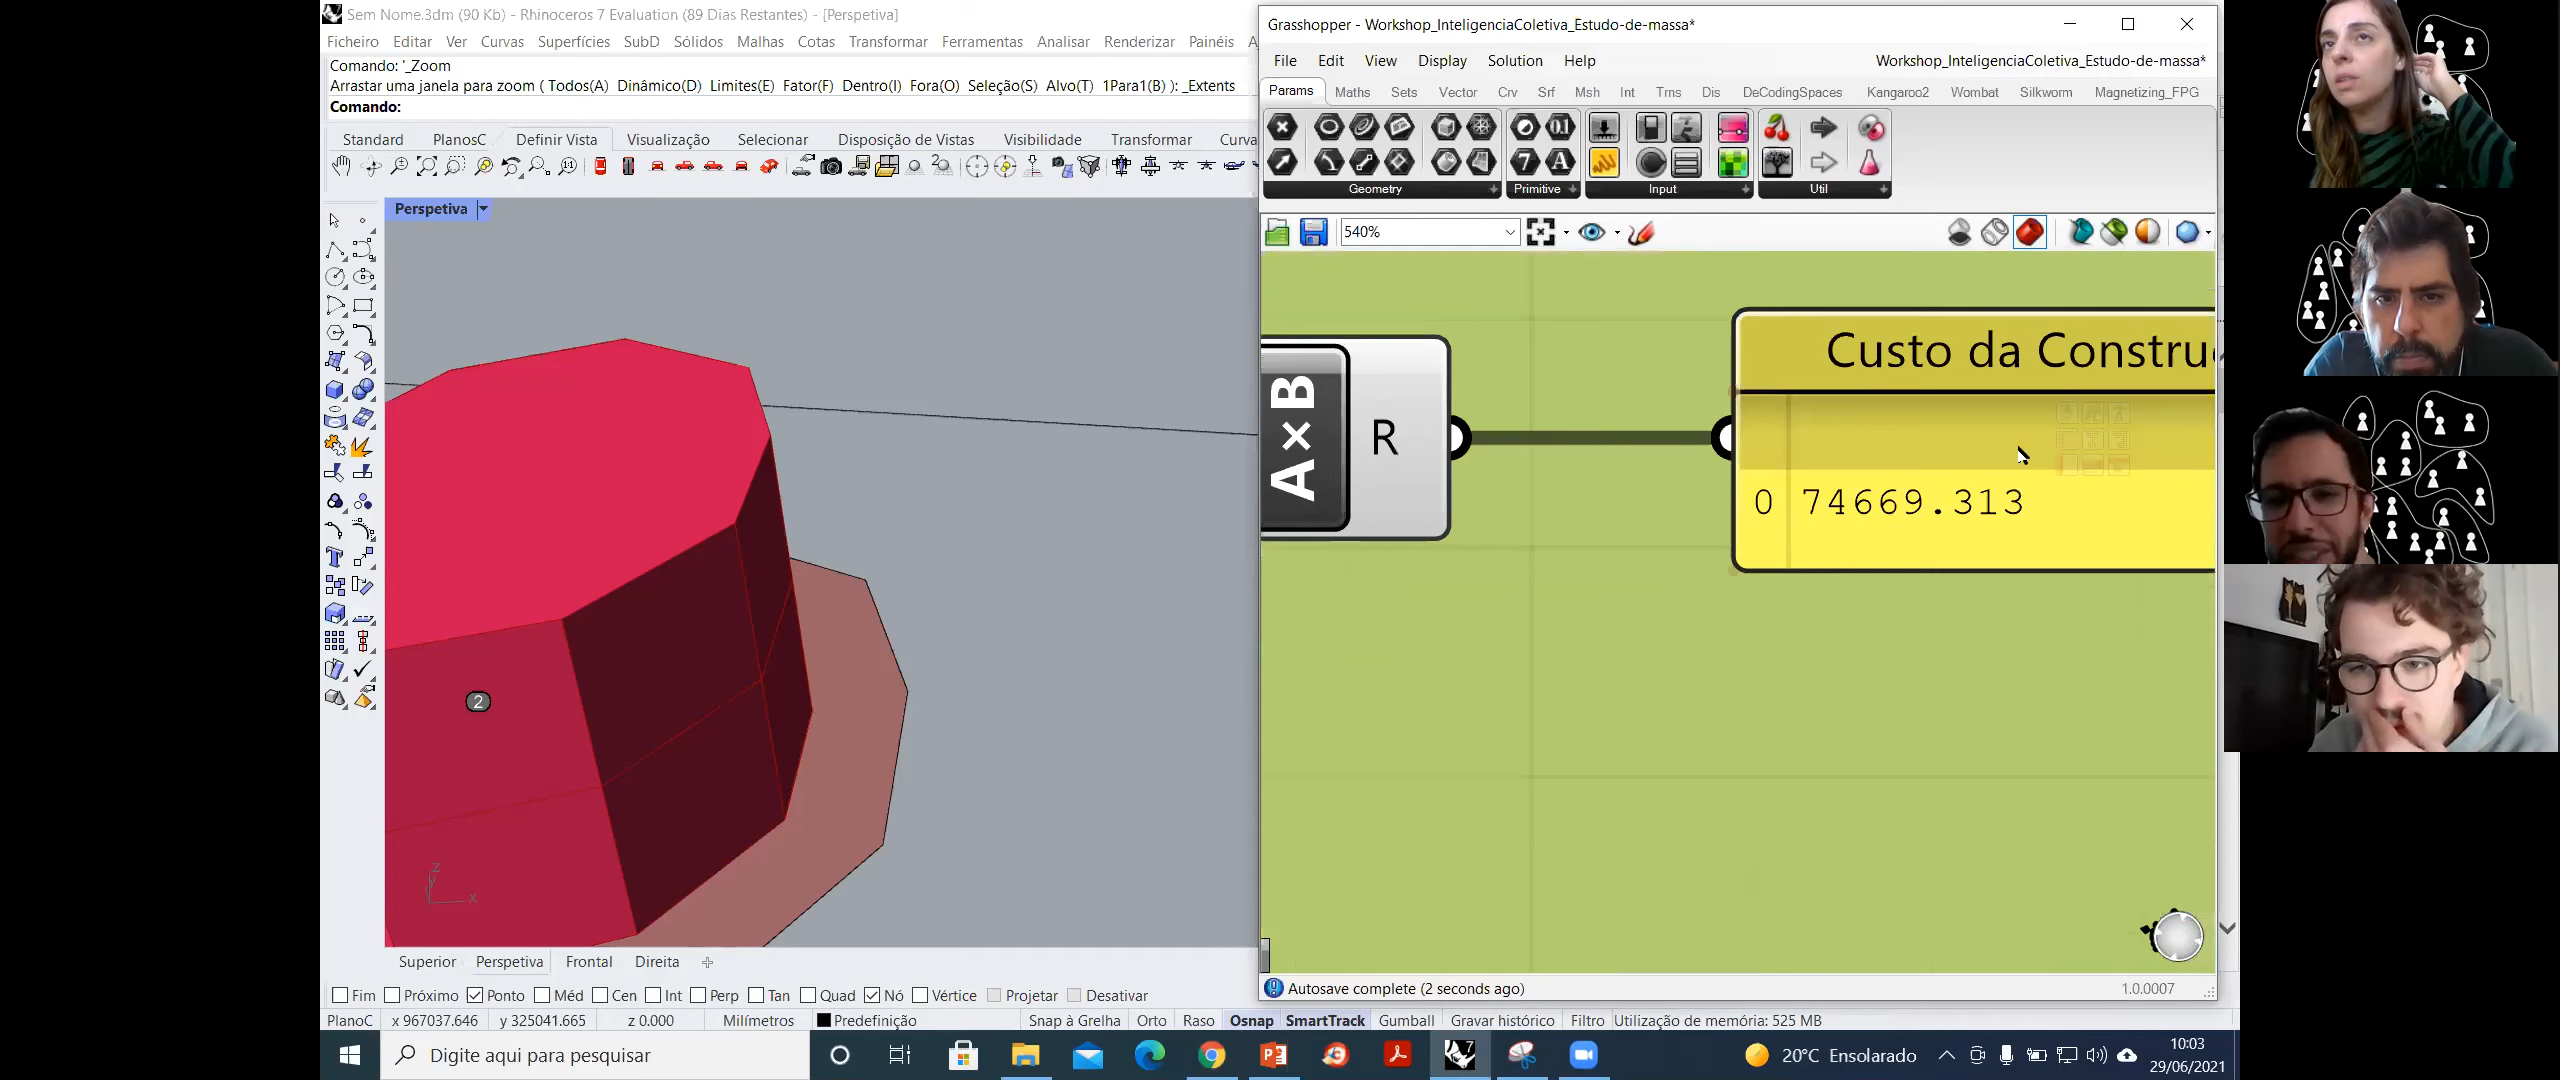 Sem Nome.3dm (90 Kb) - Rhinoceros 7 Evaluation (89 Dias Restantes) - [Perspetiva]
Ficheiro Editar Ver Curvas Superfícies SubD Sólidos Malhas Cotas Transformar Ferramentas Analisar Renderizar Painéis
Comando: '_Zoom
Arrastar uma janela para zoom ( Todos(A) Dinâmico(D) Limites(E) Fator(F) Dentro(I) Fora(O) Seleção(S) Alvo(T) 1Para1(B) ): _Extents
Comando:
Standard PlanosC Definir Vista Visualização Selecionar Disposição de Vistas Visibilidade Transformar Curva
Perspetiva
2
z
y
x
Superior Perspetiva Frontal Direita
Fim Próximo Ponto Méd Cen Int Perp Tan Quad Nó Vértice Projetar Desativar
PlanoC x 967037.646 y 325041.665 z 0.000 Milímetros Predefinição Snap à Grelha Orto Raso Osnap SmartTrack Gumball Gravar histórico Filtro Utilização de memória: 525 MB
Grasshopper - Workshop_InteligenciaColetiva_Estudo-de-massa*
File Edit View Display Solution Help Workshop_InteligenciaColetiva_Estudo-de-massa*
Params Maths Sets Vector Crv Srf Msh Int Trns Dis DeCodingSpaces Kangaroo2 Wombat Silkworm Magnetizing_FPG
Geometry Primitive Input Util
540%
A×B
R
Custo da Constru
0 74669.313
Autosave complete (2 seconds ago) 1.0.0007
Digite aqui para pesquisar
20°C Ensolarado
10:03
29/06/2021